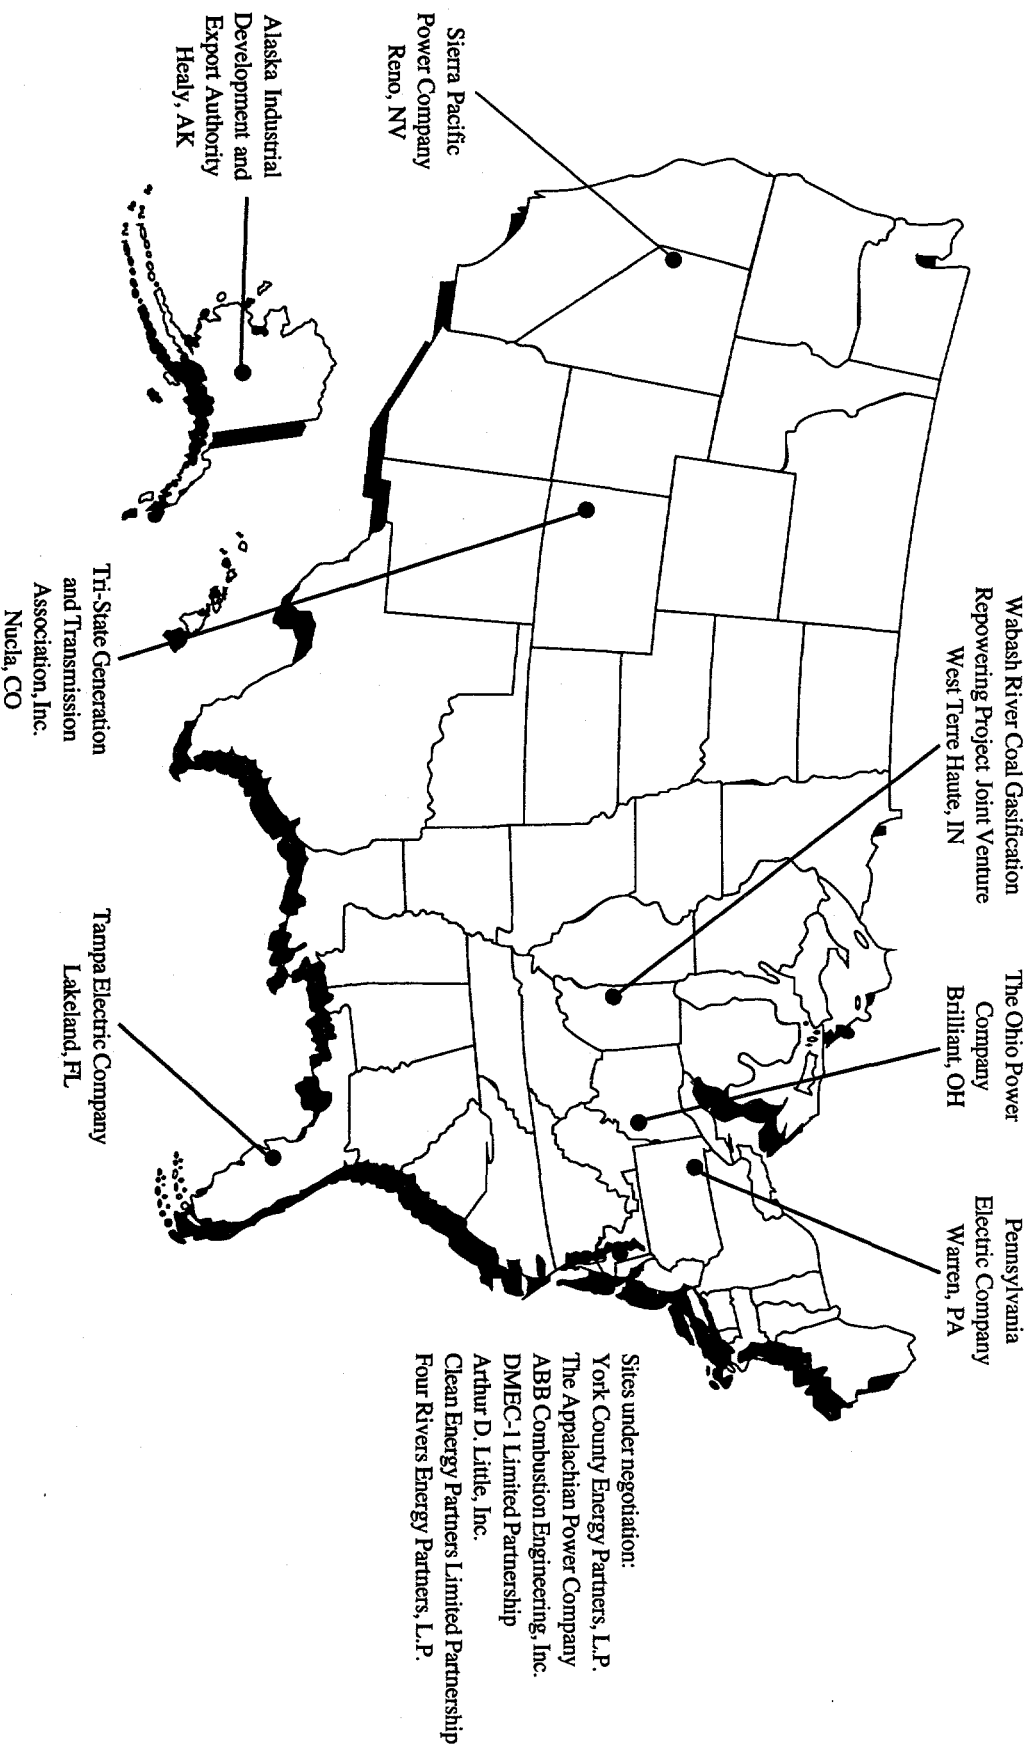 Wabash River Coal Gasification
Repowering Project Joint Venture
West Terre Haute, IN
The Ohio Power
Company
Brilliant, OH
Pennsylvania
Electric Company
Warren, PA
Sierra Pacific
Power Company
Reno, NV
Alaska Industrial
Development and
Export Authority
Healy, AK
Tri-State Generation
and Transmission
Association, Inc.
Nucla, CO
Tampa Electric Company
Lakeland, FL
Sites under negotiation:
York County Energy Partners, L.P.
The Appalachian Power Company
ABB Combustion Engineering, Inc.
DMEC-1 Limited Partnership
Arthur D. Little, Inc.
Clean Energy Partners Limited Partnership
Four Rivers Energy Partners, L.P.